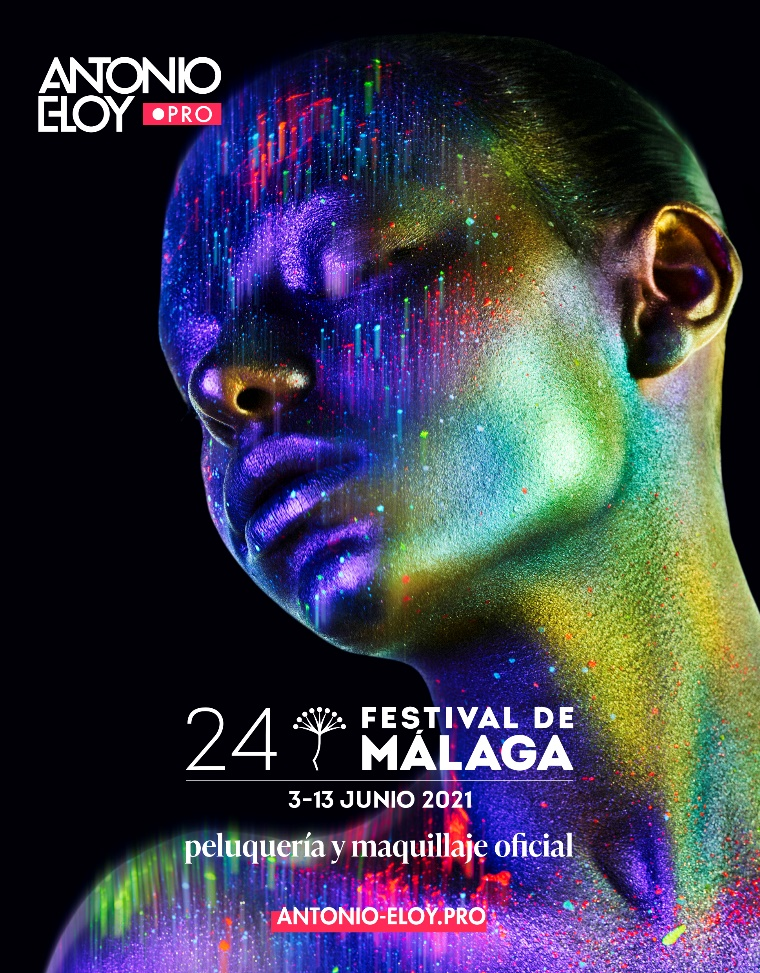 ANTONIO
ELOY PRO
24 FESTIVAL DE
MÁLAGA
3-13 JUNIO 2021
peluquería y maquillaje oficial
ANTONIO-ELOY.PRO